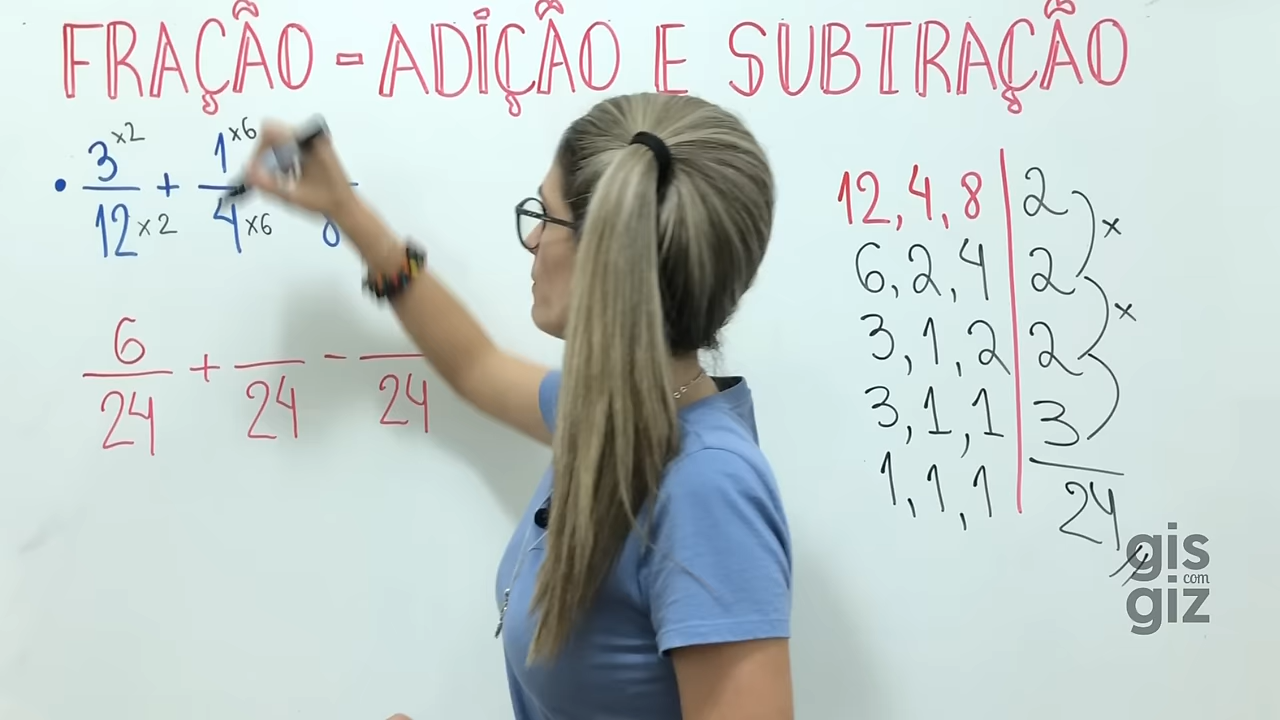 FRAÇÃO - ADIÇÃO E SUBTRAÇÃO
3 ×2 + 1 ×6
12 ×2 4 ×6 8
6 + -
24 24 24
12, 4, 8 | 2
6, 2, 4 | 2
3, 1, 2 | 2
3, 1, 1 | 3
1, 1, 1 24
×
×
gis
com
giz